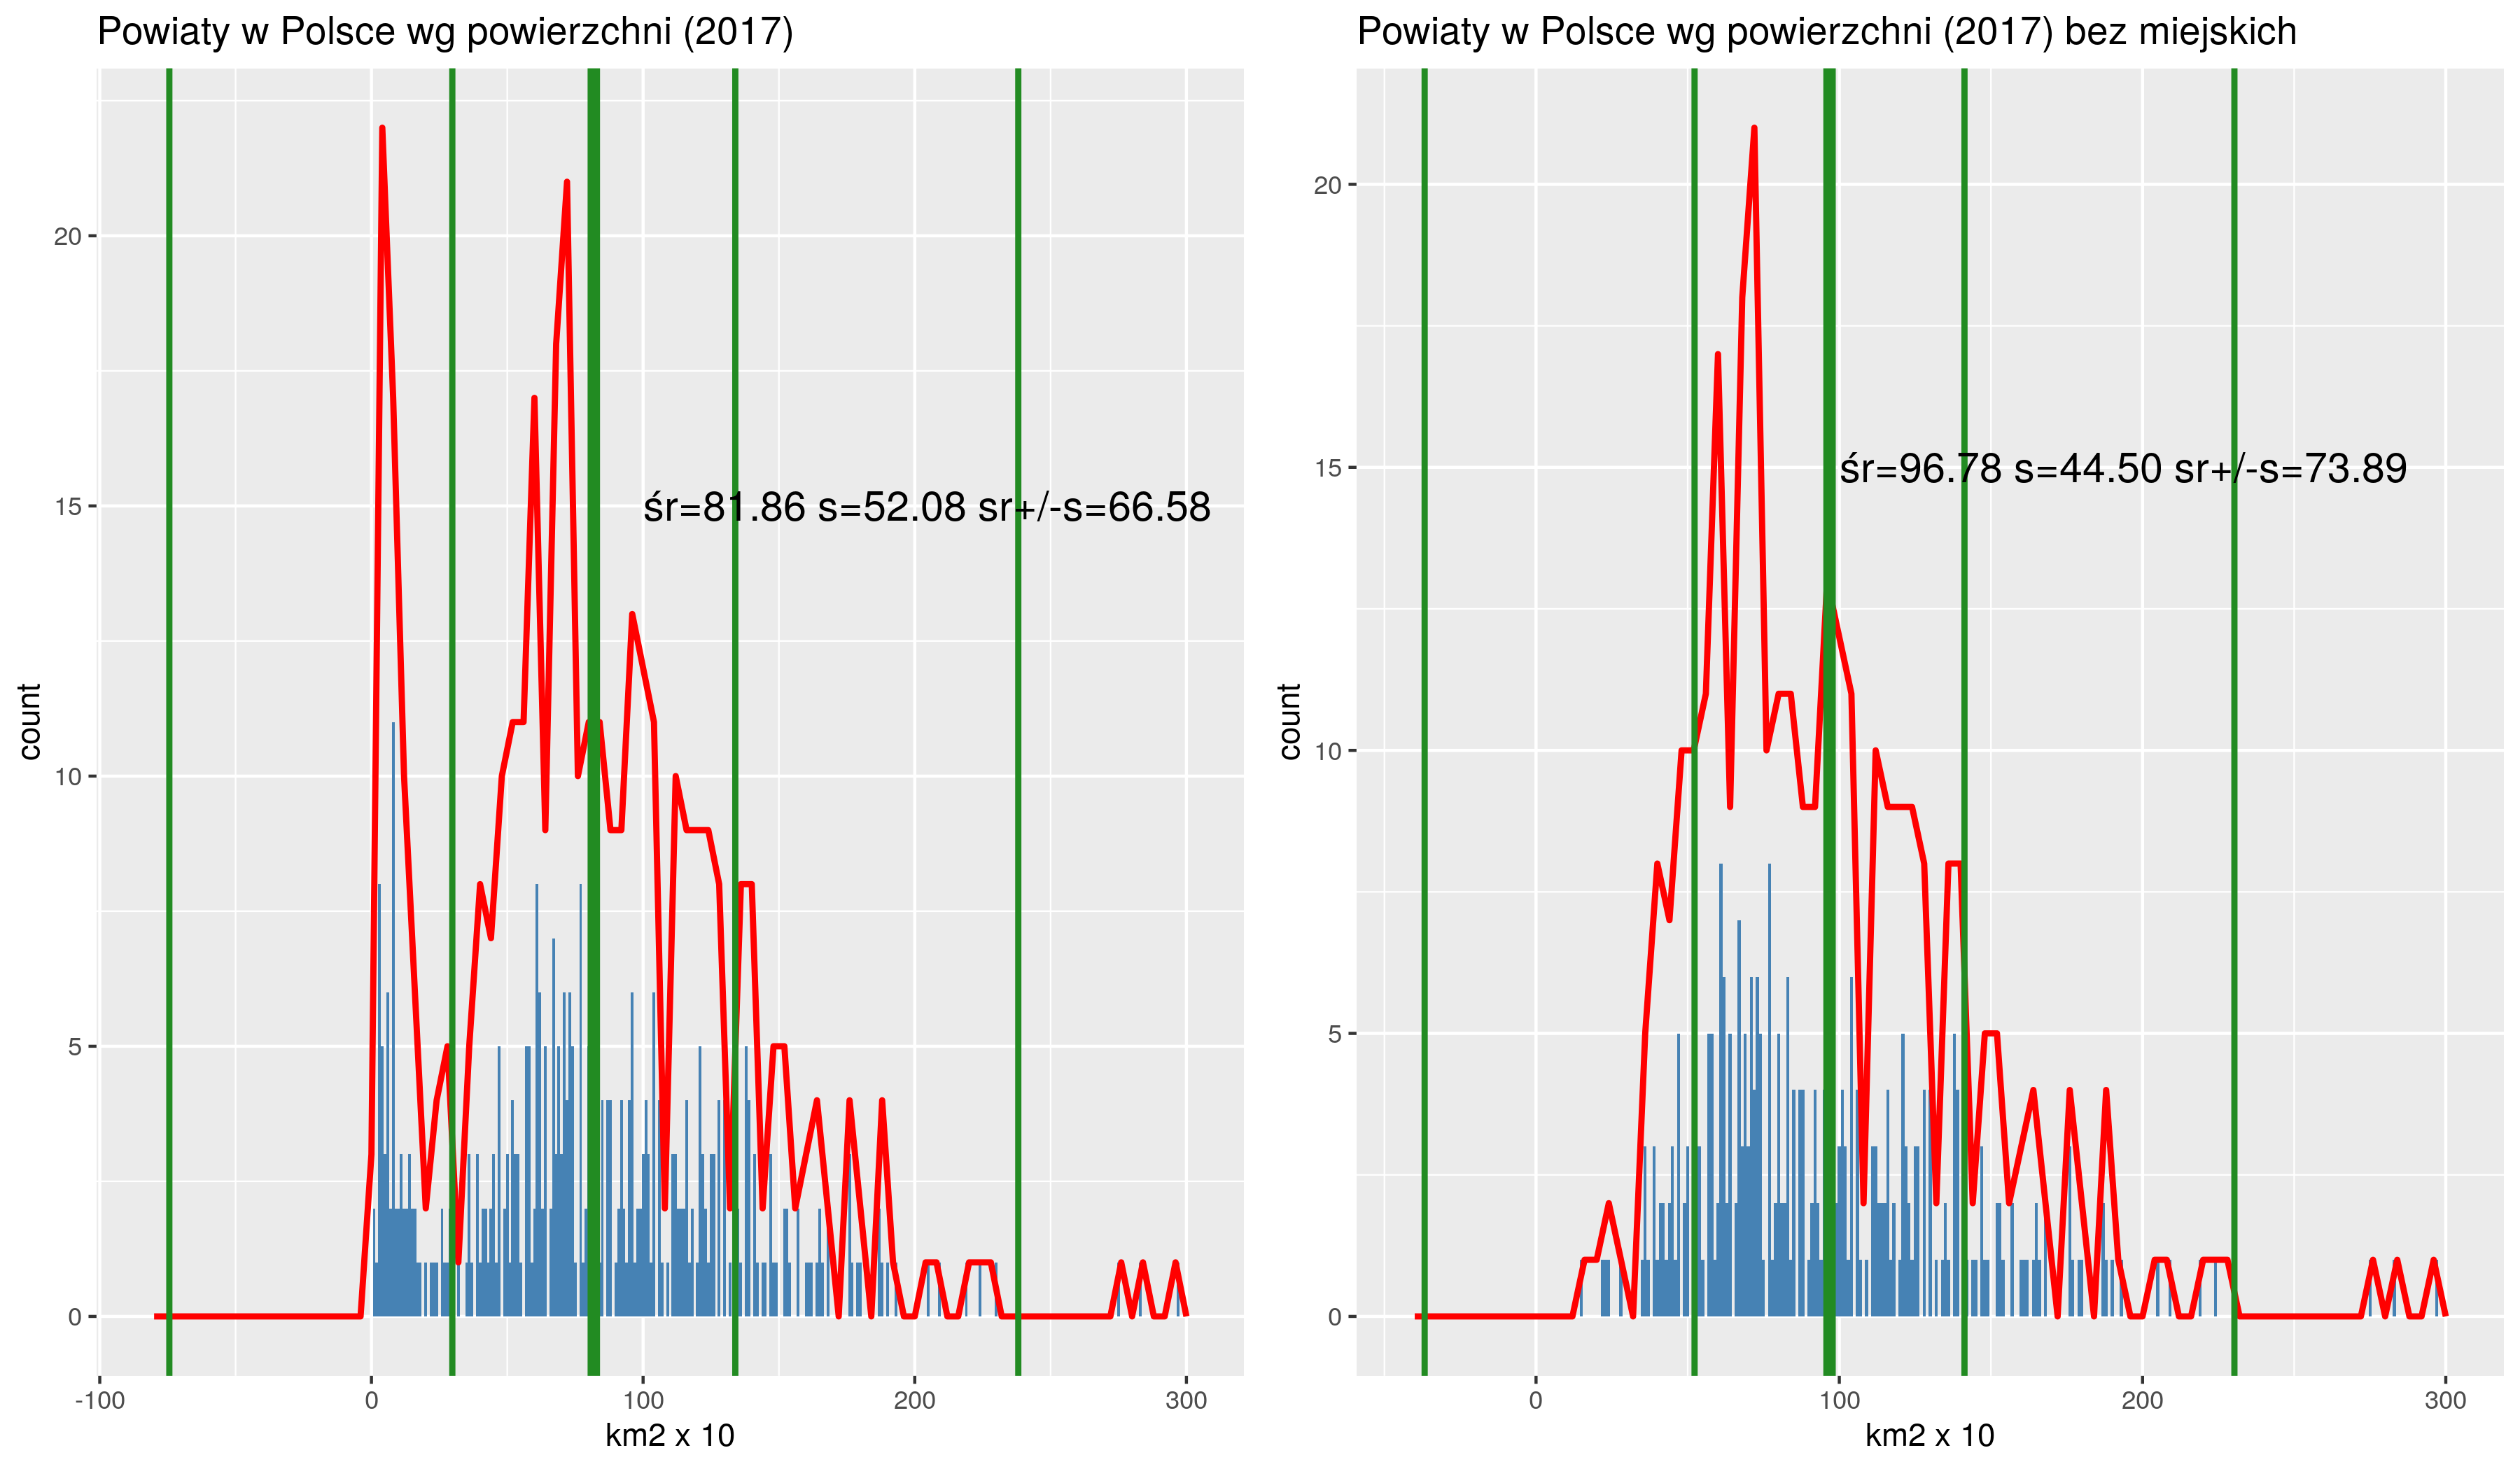 Powiaty w Polsce wg powierzchni (2017)
20
15
10
5
0
count
śr=81.86 s=52.08 sr+/-s=66.58
-100
0
100
200
300
km2 x 10
Powiaty w Polsce wg powierzchni (2017) bez miejskich
20
15
10
5
0
count
śr=96.78 s=44.50 sr+/-s=73.89
0
100
200
300
km2 x 10